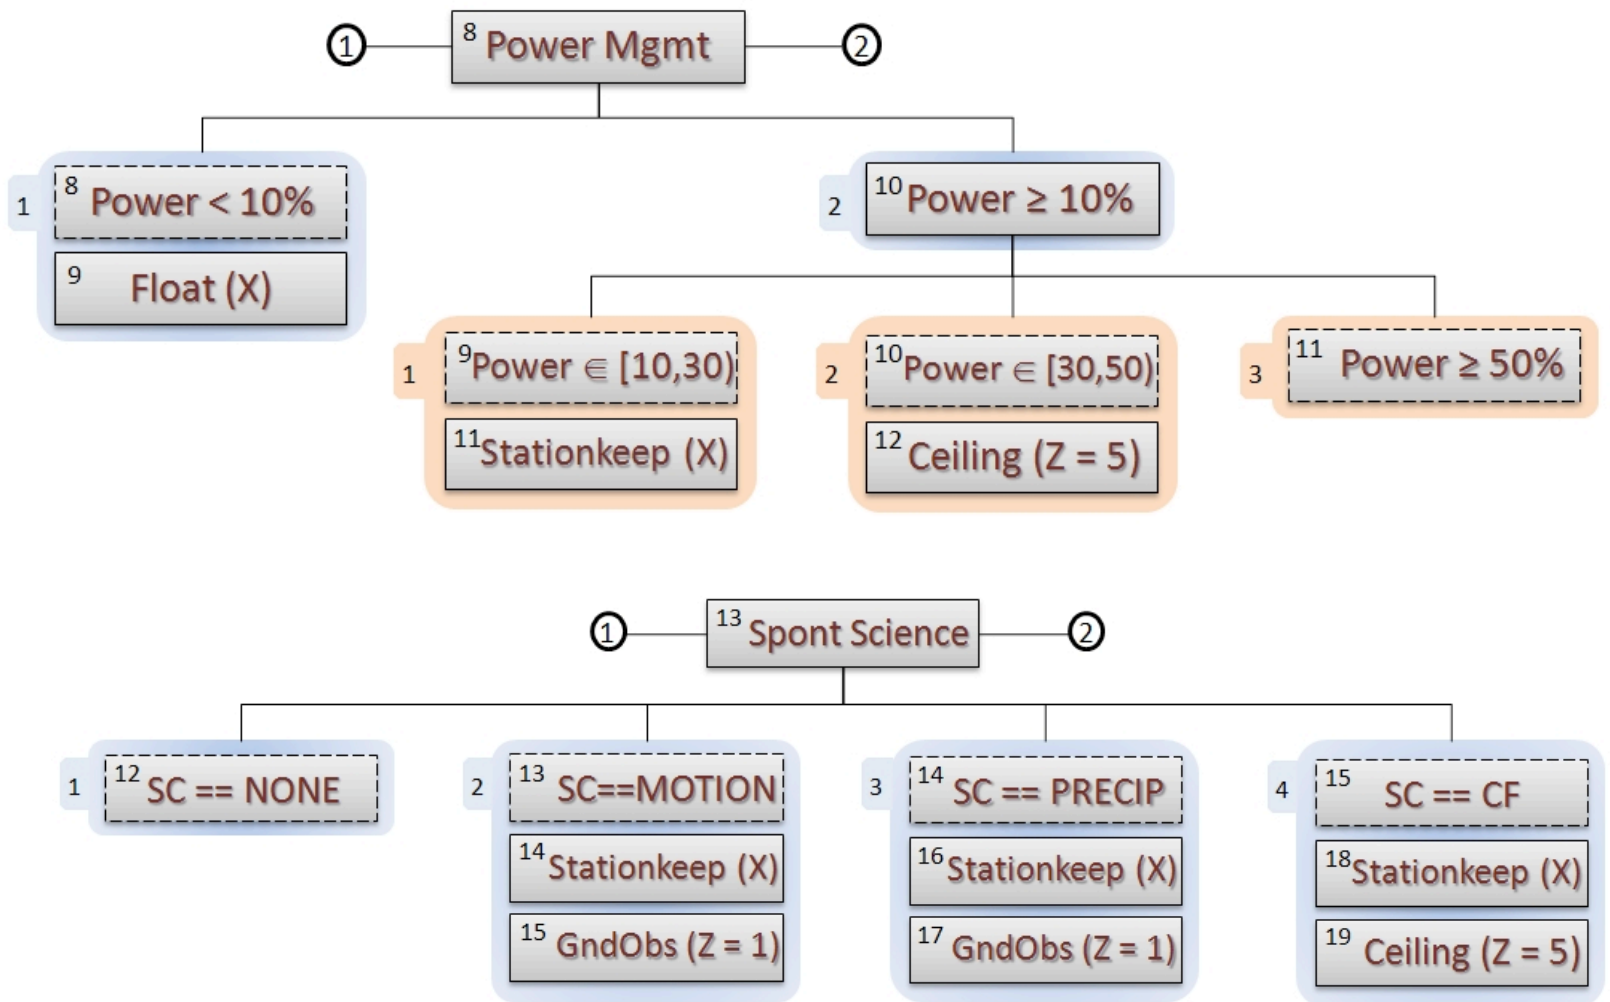 1 8 Power Mgmt 2
1 8 Power < 10%
9 Float (X)
2 10 Power ≥ 10%
1 9 Power ∈ [10,30)
11 Stationkeep (X)
2 10 Power ∈ [30,50)
12 Ceiling (Z = 5)
3 11 Power ≥ 50%
1 13 Spont Science 2
1 12 SC == NONE
2 13 SC==MOTION
14 Stationkeep (X)
15 GndObs (Z = 1)
3 14 SC == PRECIP
16 Stationkeep (X)
17 GndObs (Z = 1)
4 15 SC == CF
18 Stationkeep (X)
19 Ceiling (Z = 5)